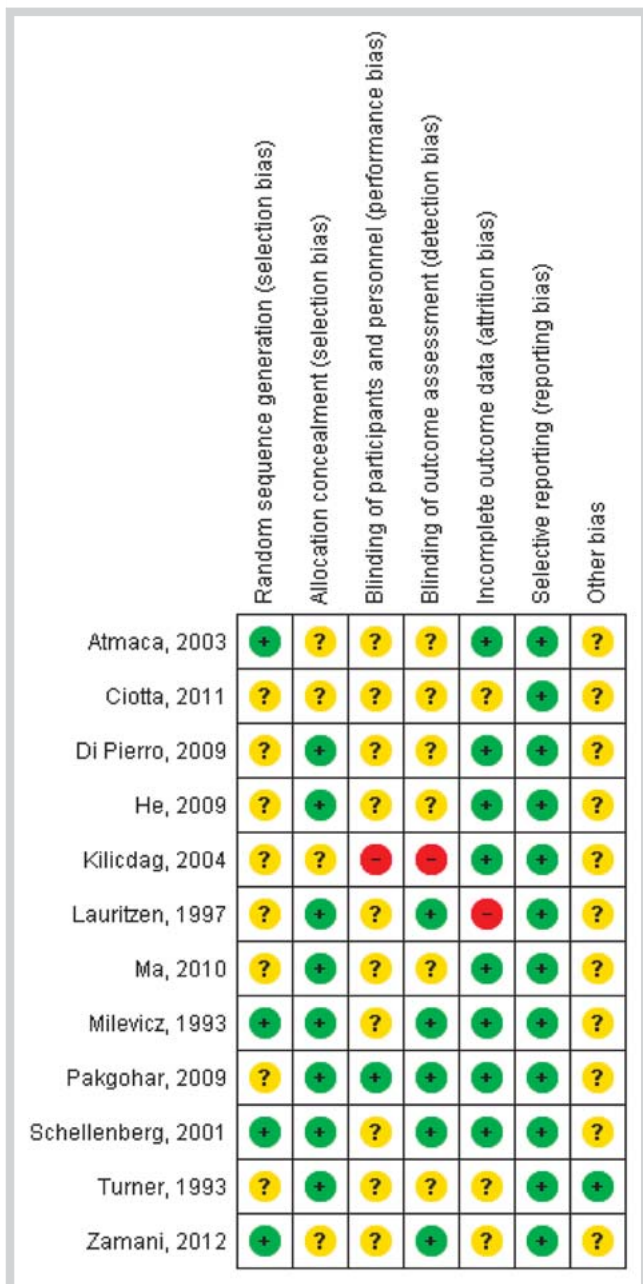 Random sequence generation (selection bias)
Allocation concealment (selection bias)
Blinding of participants and personnel (performance bias)
Blinding of outcome assessment (detection bias)
Incomplete outcome data (attrition bias)
Selective reporting (reporting bias)
Other bias
Atmaca, 2003 + ? ? ? + + ?
Ciotta, 2011 ? ? ? ? ? + ?
Di Pierro, 2009 ? + ? ? + + ?
He, 2009 ? + ? ? + + ?
Kilicdag, 2004 ? ? - - + + ?
Lauritzen, 1997 ? + ? + - + ?
Ma, 2010 ? + ? ? + + ?
Milevicz, 1993 + + ? + + + ?
Pakgohar, 2009 ? + + + + + ?
Schellenberg, 2001 + + ? + + + ?
Turner, 1993 ? + ? ? ? + +
Zamani, 2012 + ? ? + ? + ?